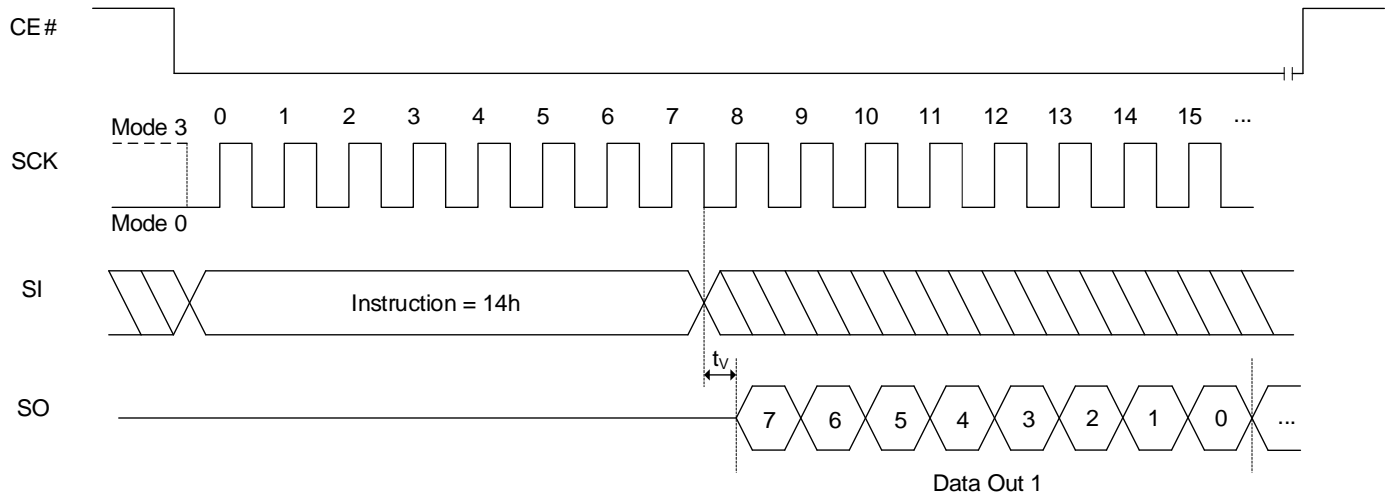 CE#
0 1 2 3 4 5 6 7 8 9 10 11 12 13 14 15 ...
Mode 3
SCK
Mode 0
SI
Instruction = 14h
tV
SO
7 6 5 4 3 2 1 0 ...
Data Out 1